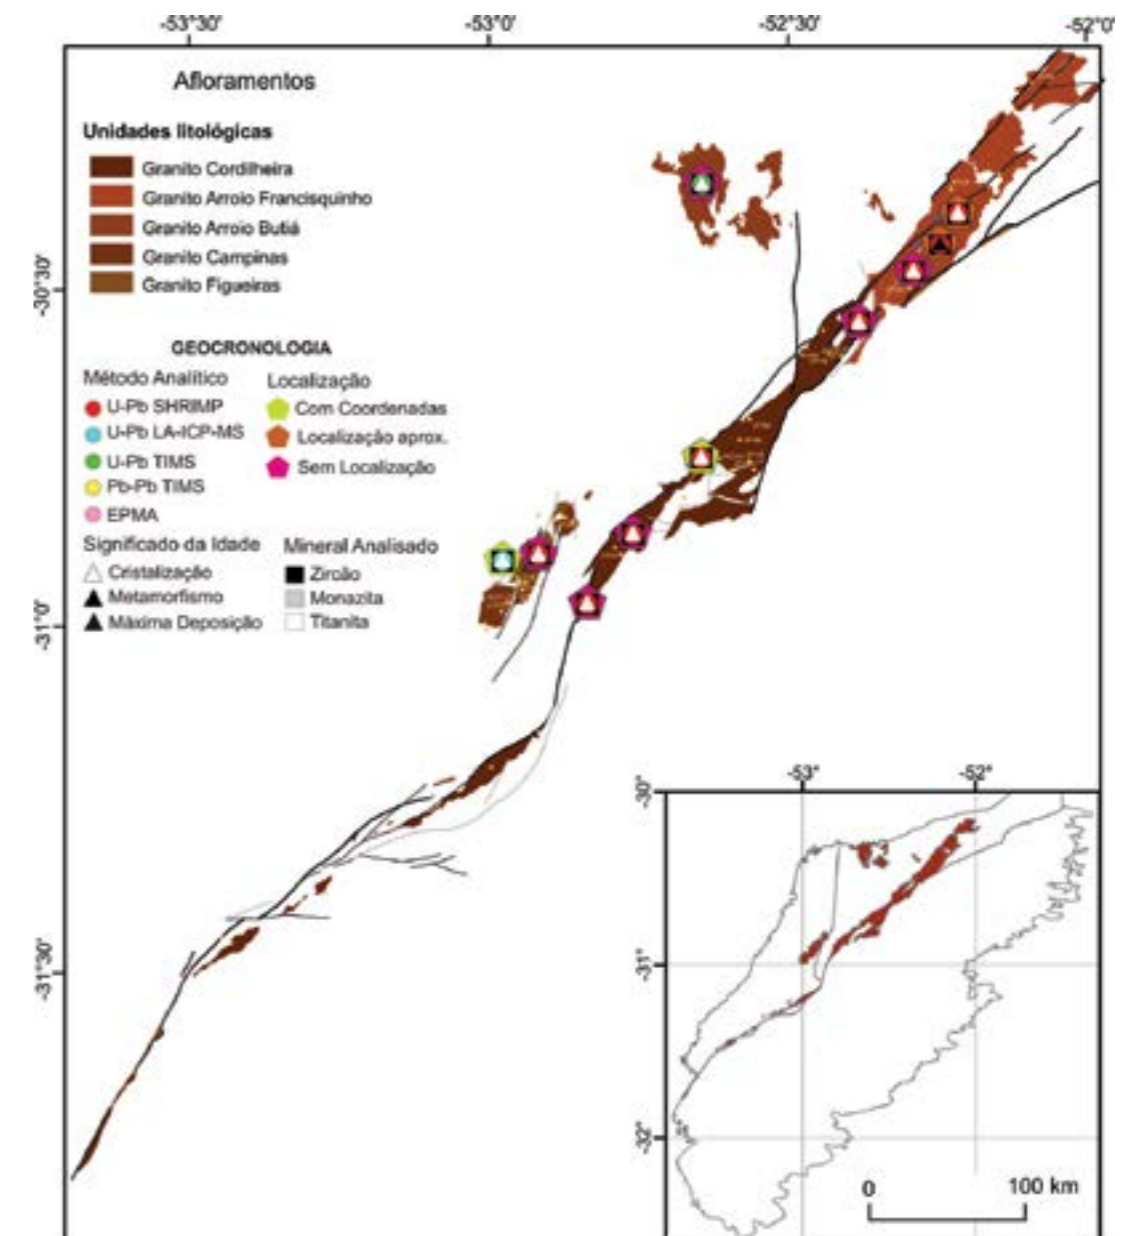 -53°30' -53°0' -52°30' -52°0'
Afloramentos
Unidades litológicas
Granito Cordilheira
Granito Arroio Francisquinho
Granito Arroio Butiá
Granito Campinas
Granito Figueiras
-30°30'
GEOCRONOLOGIA
Método Analítico
U-Pb SHRIMP
U-Pb LA-ICP-MS
U-Pb TIMS
Pb-Pb TIMS
EPMA
Localização
Com Coordenadas
Localização aprox.
Sem Localização
Significado da Idade
Cristalização
Metamorfismo
Máxima Deposição
Mineral Analisado
Zircão
Monazita
Titanita
-31°0'
-31°30'
-53° -52°
-30°
-31°
-32°
0 100 km